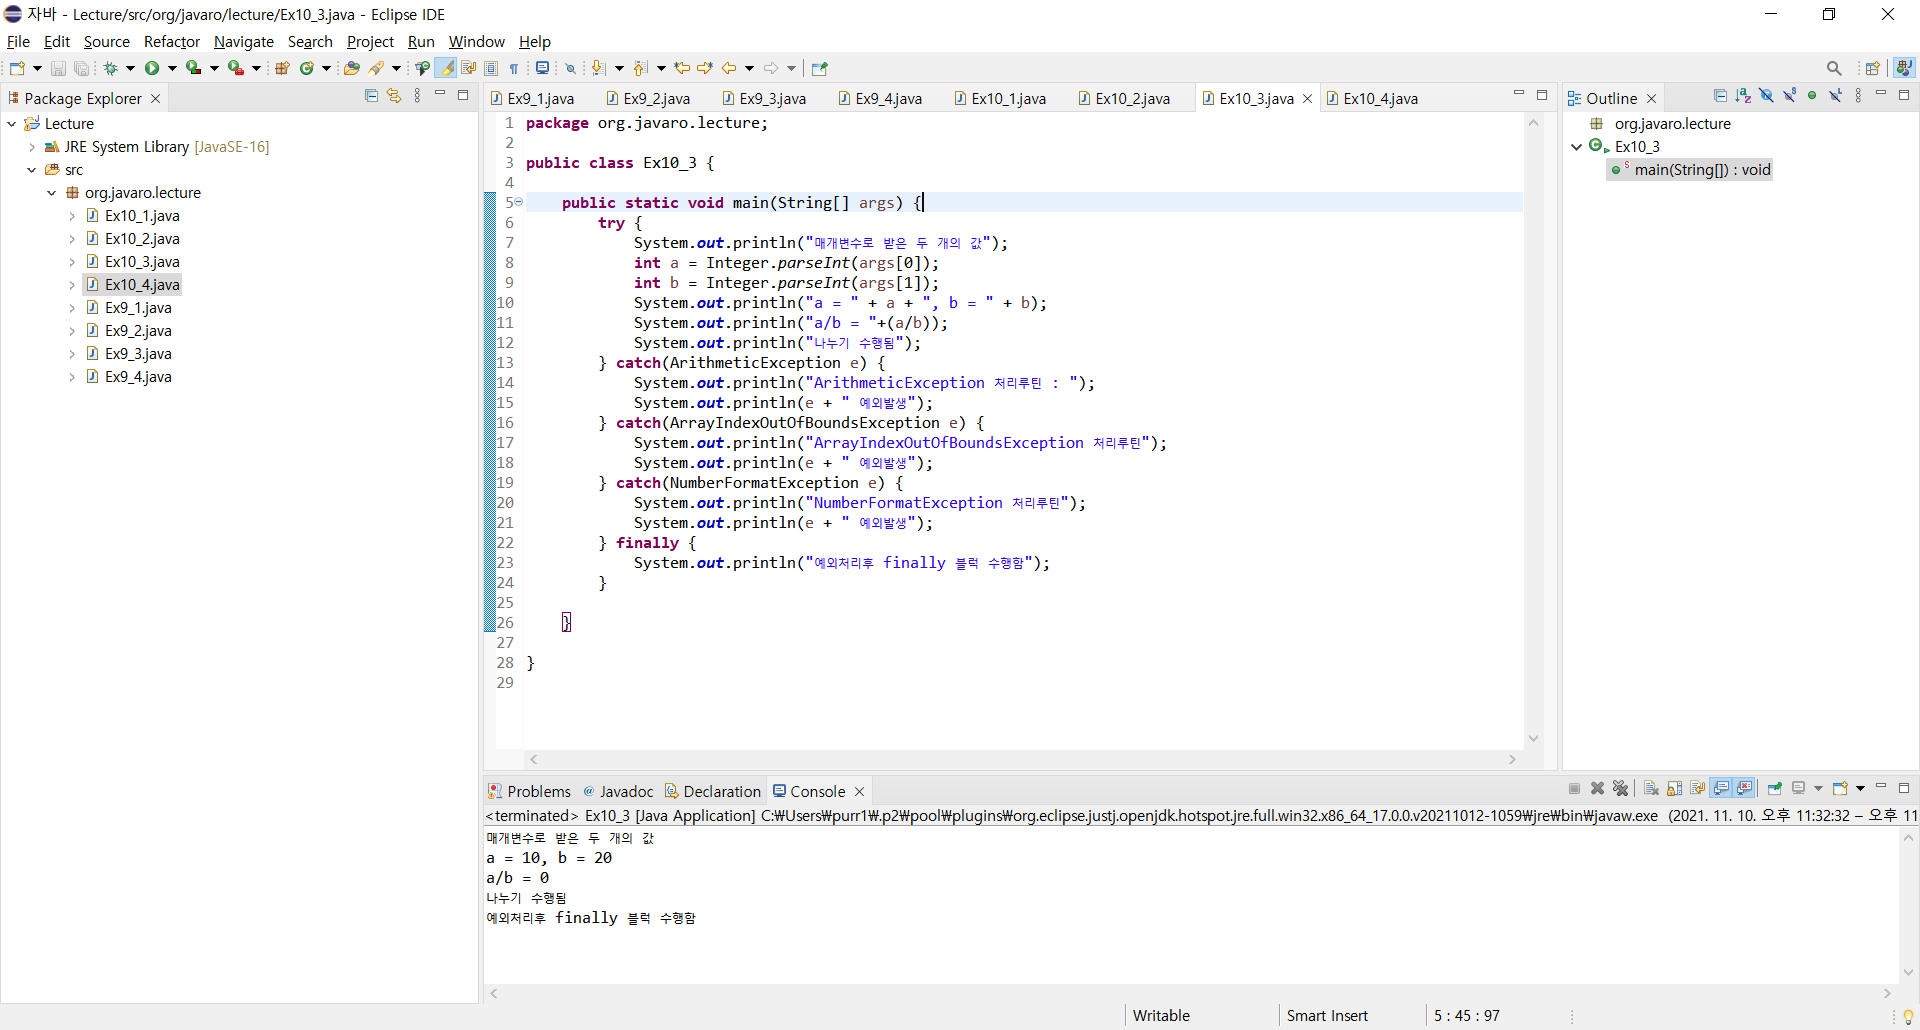 자바 - Lecture/src/org/javaro/lecture/Ex10_3.java - Eclipse IDE
File Edit Source Refactor Navigate Search Project Run Window Help
Package Explorer
Lecture
JRE System Library [JavaSE-16]
src
org.javaro.lecture
Ex10_1.java
Ex10_2.java
Ex10_3.java
Ex10_4.java
Ex9_1.java
Ex9_2.java
Ex9_3.java
Ex9_4.java
Ex9_1.java Ex9_2.java Ex9_3.java Ex9_4.java Ex10_1.java Ex10_2.java Ex10_3.java Ex10_4.java
1 package org.javaro.lecture;
2
3 public class Ex10_3 {
4
5 public static void main(String[] args) {
6 try {
7 System.out.println("매개변수로 받은 두 개의 값");
8 int a = Integer.parseInt(args[0]);
9 int b = Integer.parseInt(args[1]);
10 System.out.println("a = " + a + ", b = " + b);
11 System.out.println("a/b = "+(a/b));
12 System.out.println("나누기 수행됨");
13 } catch(ArithmeticException e) {
14 System.out.println("ArithmeticException 처리루틴 : ");
15 System.out.println(e + " 예외발생");
16 } catch(ArrayIndexOutOfBoundsException e) {
17 System.out.println("ArrayIndexOutOfBoundsException 처리루틴");
18 System.out.println(e + " 예외발생");
19 } catch(NumberFormatException e) {
20 System.out.println("NumberFormatException 처리루틴");
21 System.out.println(e + " 예외발생");
22 } finally {
23 System.out.println("예외처리후 finally 블럭 수행함");
24 }
25
26 }
27
28 }
29
Outline
org.javaro.lecture
Ex10_3
main(String[]) : void
Problems @ Javadoc Declaration Console
<terminated> Ex10_3 [Java Application] C:₩Users₩purr1₩.p2₩pool₩plugins₩org.eclipse.justj.openjdk.hotspot.jre.full.win32.x86_64_17.0.0.v20211012-1059₩jre₩bin₩javaw.exe (2021. 11. 10. 오후 11:32:32 – 오후 11
매개변수로 받은 두 개의 값
a = 10, b = 20
a/b = 0
나누기 수행됨
예외처리후 finally 블럭 수행함
Writable Smart Insert 5 : 45 : 97